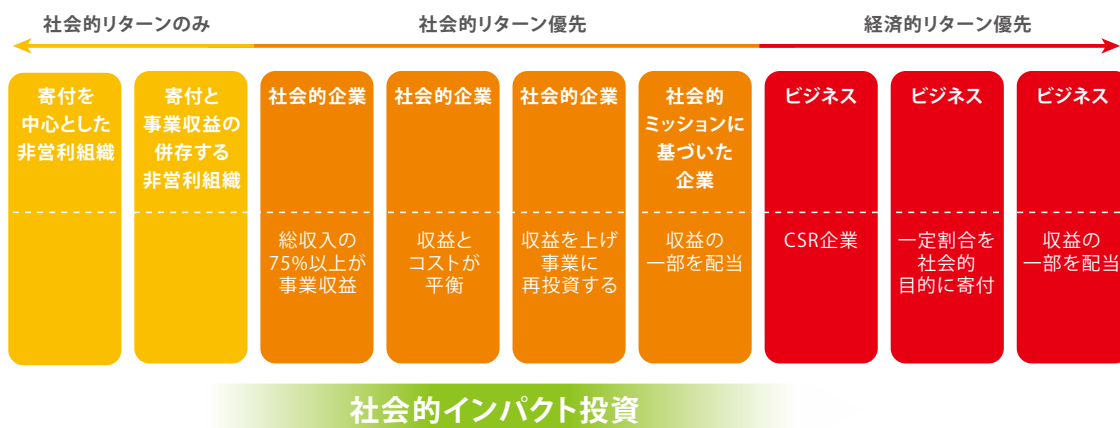 社会的リターンのみ
社会的リターン優先
経済的リターン優先
寄付を
中心とした
非営利組織
寄付と
事業収益の
併存する
非営利組織
社会的企業
総収入の
75%以上が
事業収益
社会的企業
収益と
コストが
平衡
社会的企業
収益を上げ
事業に
再投資する
社会的
ミッションに
基づいた
企業
収益の
一部を配当
ビジネス
CSR企業
ビジネス
一定割合を
社会的
目的に寄付
ビジネス
収益の
一部を配当
社会的インパクト投資